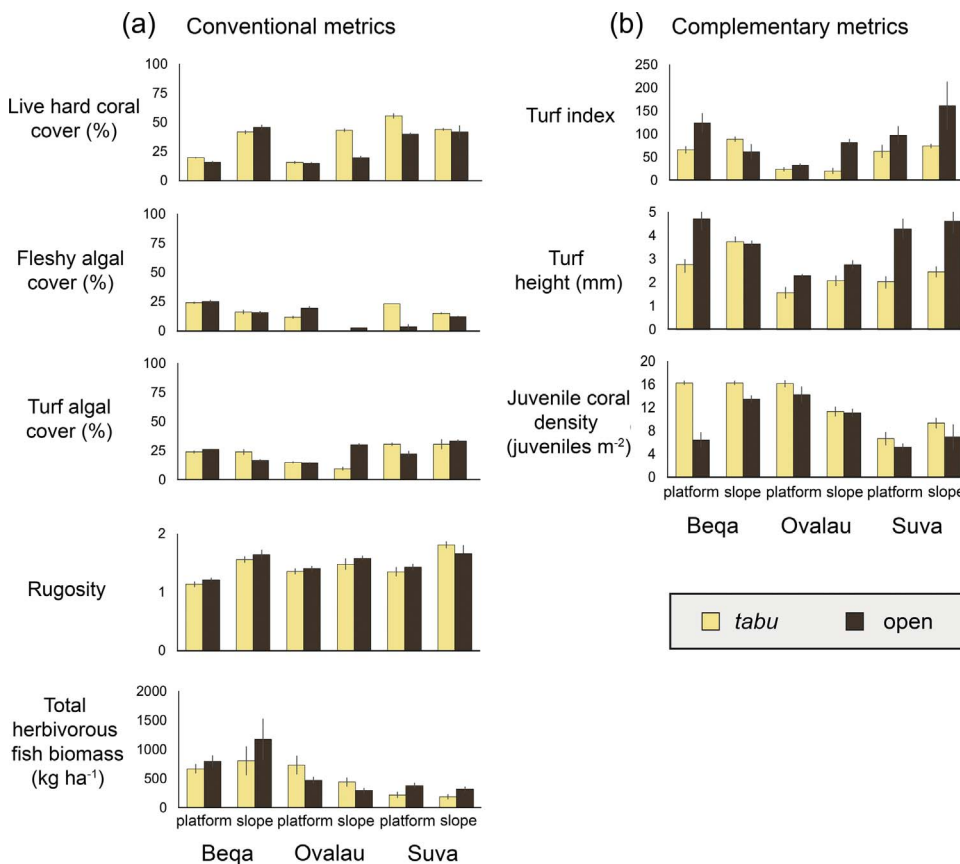 (a) Conventional metrics
Live hard coral
cover (%)
100
75
50
25
0
Fleshy algal
cover (%)
100
75
50
25
0
Turf algal
cover (%)
100
75
50
25
0
Rugosity
2
1
0
Total
herbivorous
fish biomass
(kg ha⁻¹)
2000
1500
1000
500
0
platform slope platform slope platform slope
Beqa Ovalau Suva
(b) Complementary metrics
Turf index
250
200
150
100
50
0
Turf
height (mm)
5
4
3
2
1
0
Juvenile coral
density
(juveniles m⁻²)
20
16
12
8
4
0
platform slope platform slope platform slope
Beqa Ovalau Suva
tabu open